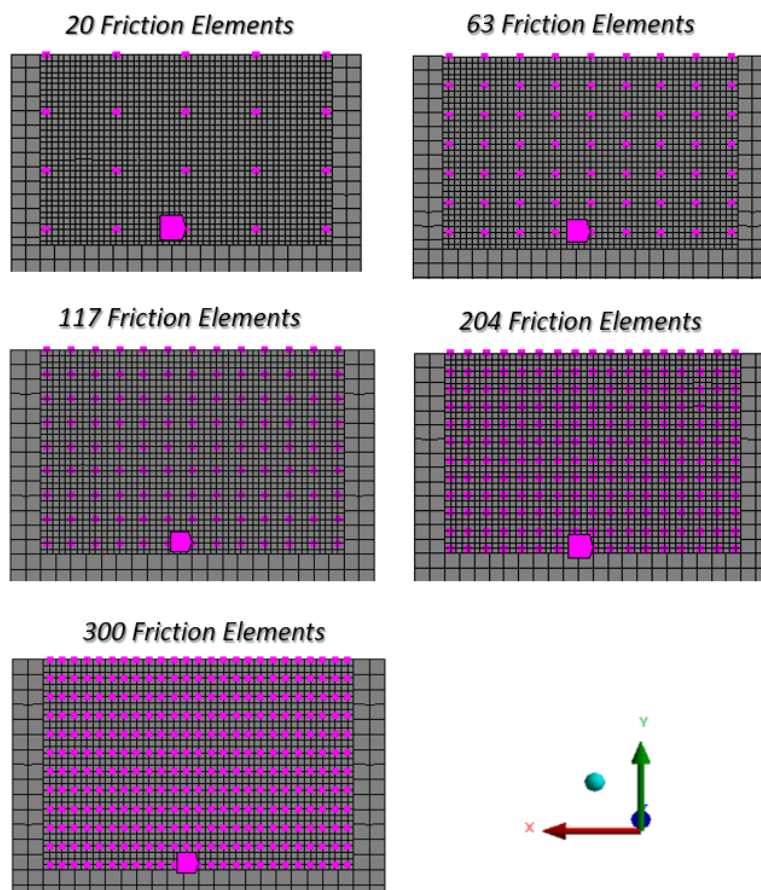 20 Friction Elements
63 Friction Elements
117 Friction Elements
204 Friction Elements
300 Friction Elements
Y
X